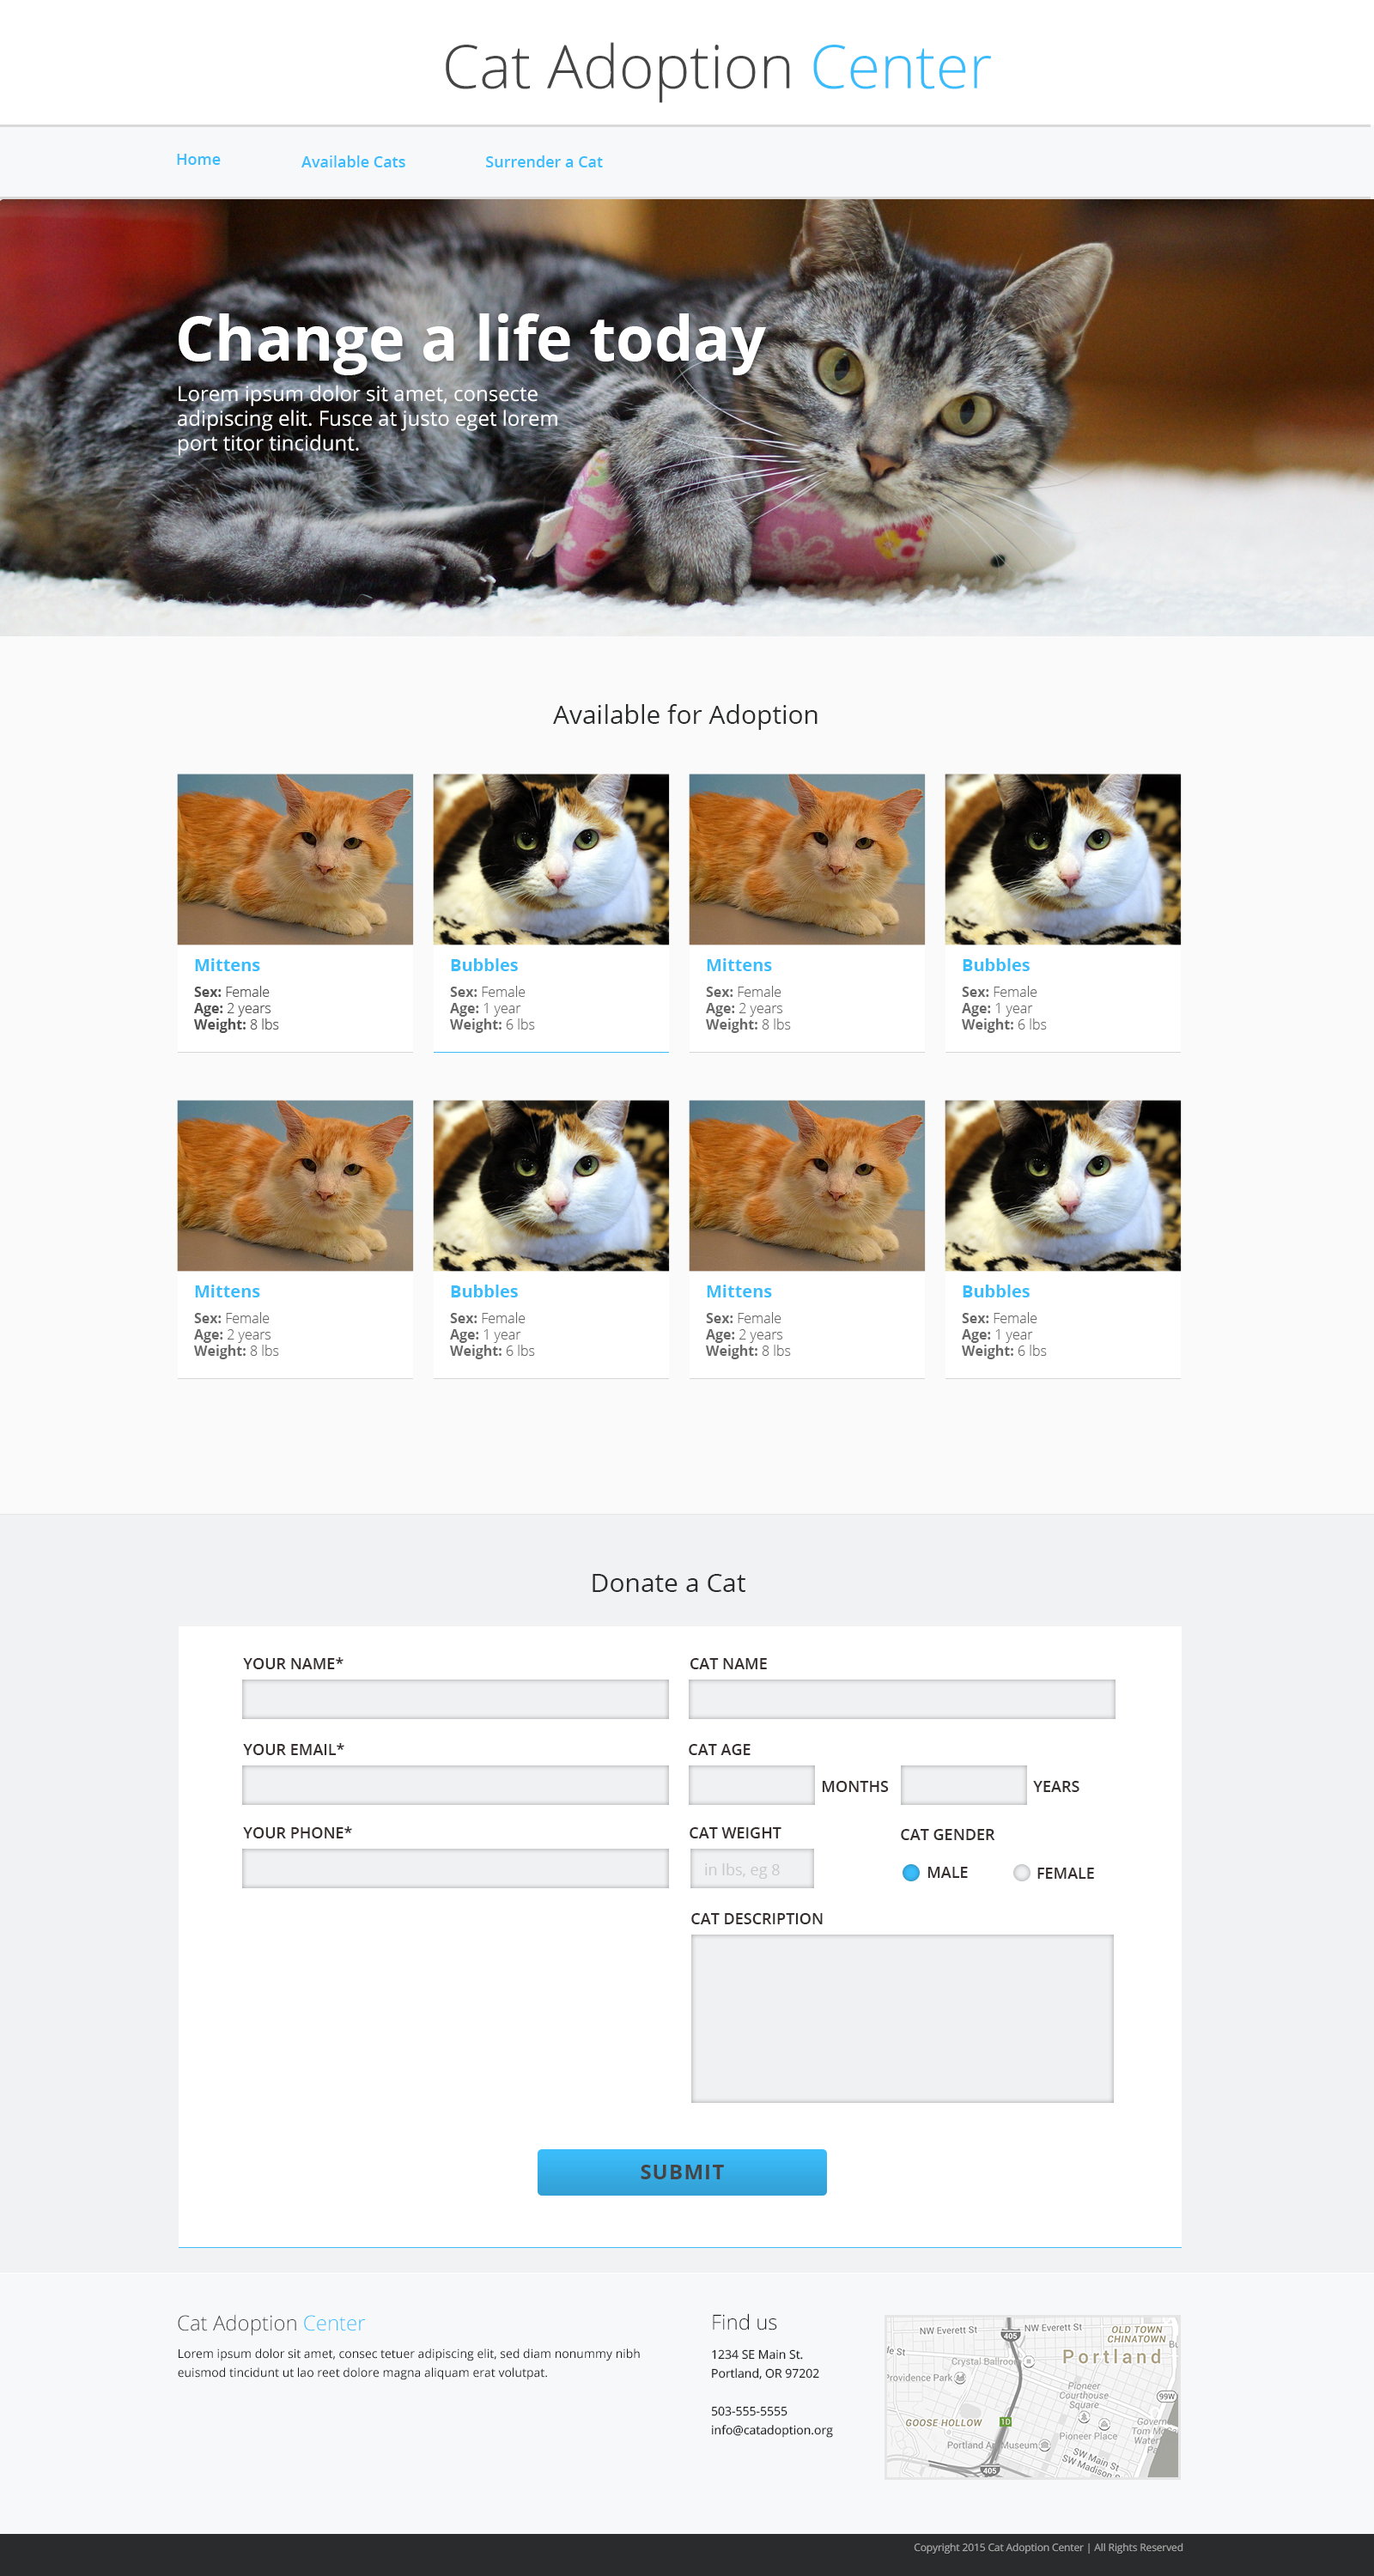 Cat Adoption Center
Home Available Cats Surrender a Cat
Change a life today
Lorem ipsum dolor sit amet, consecte
adipiscing elit. Fusce at justo eget lorem
port titor tincidunt.
Available for Adoption
Mittens
Sex: Female
Age: 2 years
Weight: 8 lbs
Bubbles
Sex: Female
Age: 1 year
Weight: 6 lbs
Mittens
Sex: Female
Age: 2 years
Weight: 8 lbs
Bubbles
Sex: Female
Age: 1 year
Weight: 6 lbs
Mittens
Sex: Female
Age: 2 years
Weight: 8 lbs
Bubbles
Sex: Female
Age: 1 year
Weight: 6 lbs
Mittens
Sex: Female
Age: 2 years
Weight: 8 lbs
Bubbles
Sex: Female
Age: 1 year
Weight: 6 lbs
Donate a Cat
YOUR NAME*
CAT NAME
YOUR EMAIL*
CAT AGE
MONTHS
YEARS
YOUR PHONE*
CAT WEIGHT
in lbs, eg 8
CAT GENDER
MALE
FEMALE
CAT DESCRIPTION
SUBMIT
Cat Adoption Center
Lorem ipsum dolor sit amet, consec tetuer adipiscing elit, sed diam nonummy nibh
euismod tincidunt ut lao reet dolore magna aliquam erat volutpat.
Find us
1234 SE Main St.
Portland, OR 97202
503-555-5555
info@catadoption.org
NW Everett St
405
NW Everett St
OLD TOWN
CHINATOWN
de St
Crystal Ballroom
Portland
Providence Park
Pioneer
Courthouse
Square
99W
GOOSE HOLLOW
10
Pioneer Place
Govern
Tom Mc
Water
Pa
Portland Art Museum
SW Main St
SW Madison
405
Copyright 2015 Cat Adoption Center | All Rights Reserved